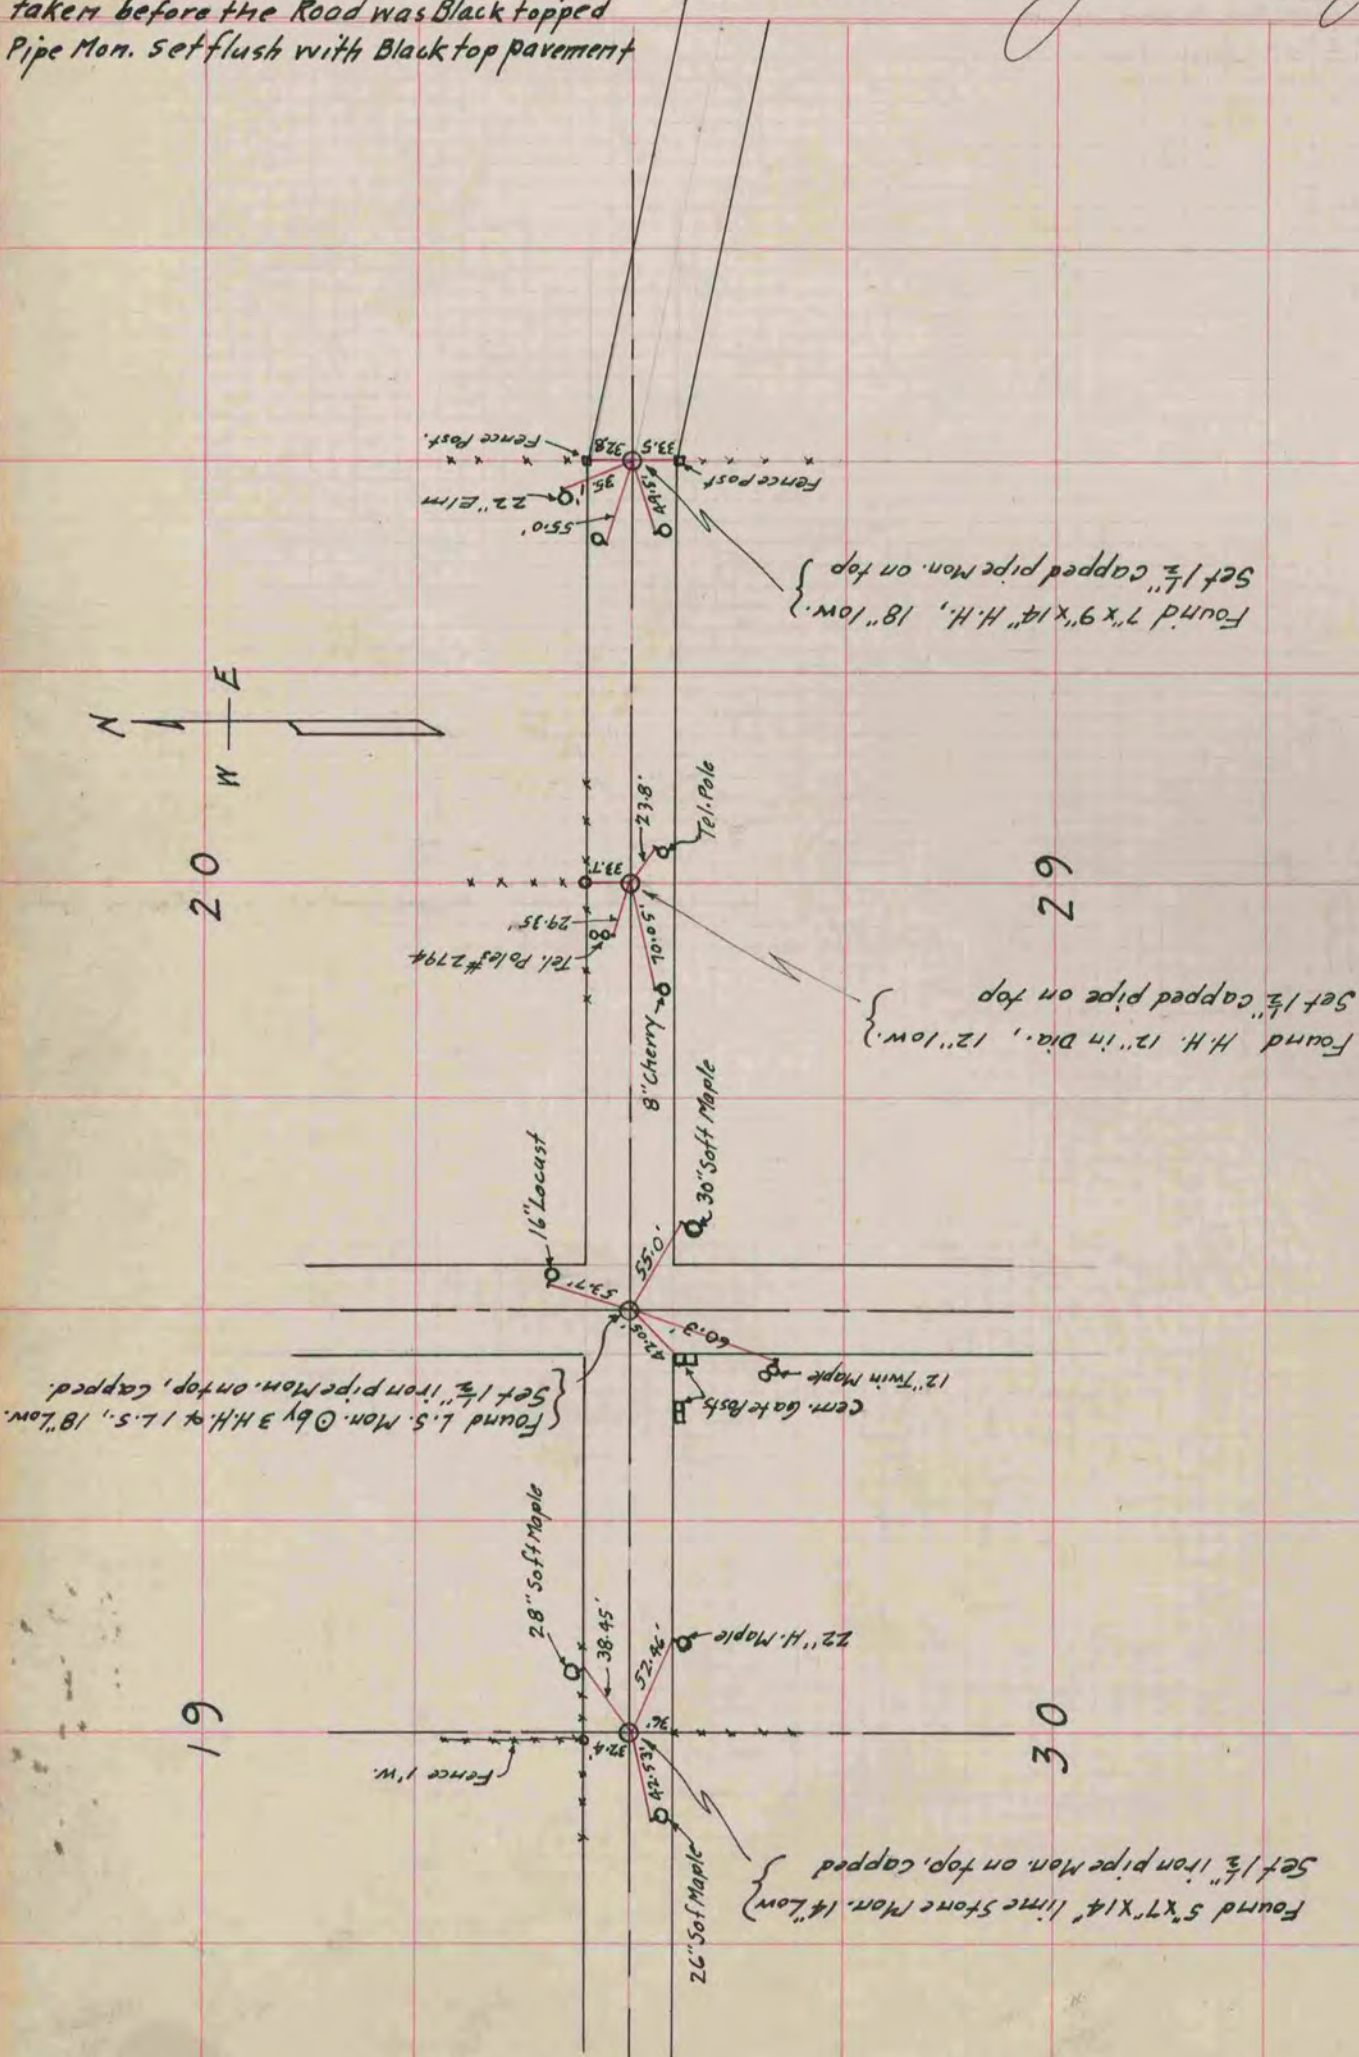 taken before the Road was Black topped
Pipe Mon. set flush with Black top pavement
Fence Post.
32.8
33.5
Fence Post
22" Elm
35.1'
55.0'
49.5'
Set 1½" capped pipe Mon. on top
Found 7"x9"x14" H.H., 18" low.
N
W E
20
23.8'
Tel. Pole
33.7'
29.35'
Tel. Poles #2794
70.05'
8" Cherry
29
Set 1½" capped pipe on top
Found H.H. 12" in Dia., 12" low.
16" Locust
30" Soft Maple
53.7'
55.0'
42.05'
60.3'
12" Twin Maple
Cem. Gate Posts
Set 1½" iron pipe Mon. on top, Capped.
Found L.S. Mon. ⊙ by 3 H.H. & 1 L.S., 18" Low.
28" Soft Maple
38.45'
52.46'
22" H. Maple
19
36'
32.4'
Fence 1' W.
42.53'
26" Sof Maple
30
Set 1½" iron pipe Mon. on top, Capped
Found 5"x7"x14" lime Stone Mon. 14" Low